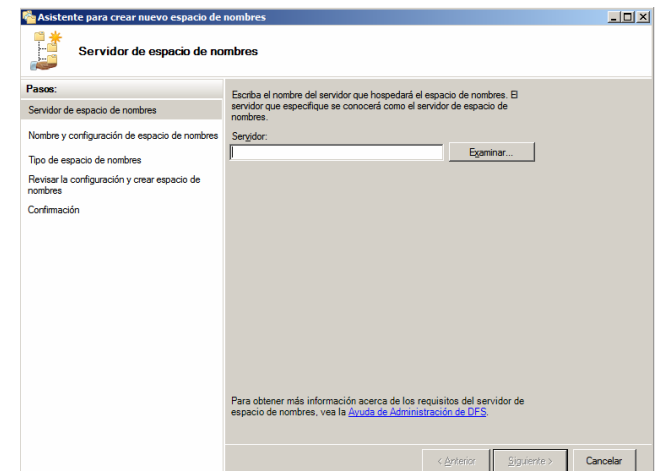 Asistente para crear nuevo espacio de nombres
Servidor de espacio de nombres
Pasos:
Servidor de espacio de nombres
Nombre y configuración de espacio de nombres
Tipo de espacio de nombres
Revisar la configuración y crear espacio de
nombres
Confirmación
Escriba el nombre del servidor que hospedará el espacio de nombres. El
servidor que especifique se conocerá como el servidor de espacio de
nombres.
Servidor:
Examinar...
Para obtener más información acerca de los requisitos del servidor de
espacio de nombres, vea la Ayuda de Administración de DFS.
< Anterior
Siguiente >
Cancelar